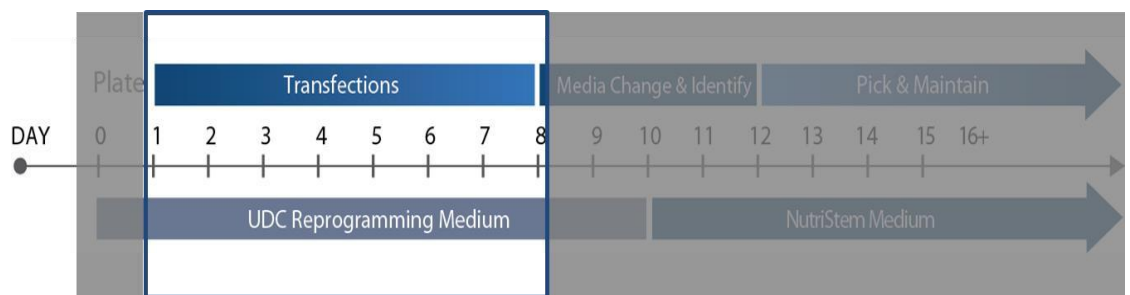 Plate
Transfections
Media Change & Identify
Pick & Maintain
DAY
0 1 2 3 4 5 6 7 8 9 10 11 12 13 14 15 16+
UDC Reprogramming Medium
NutriStem Medium